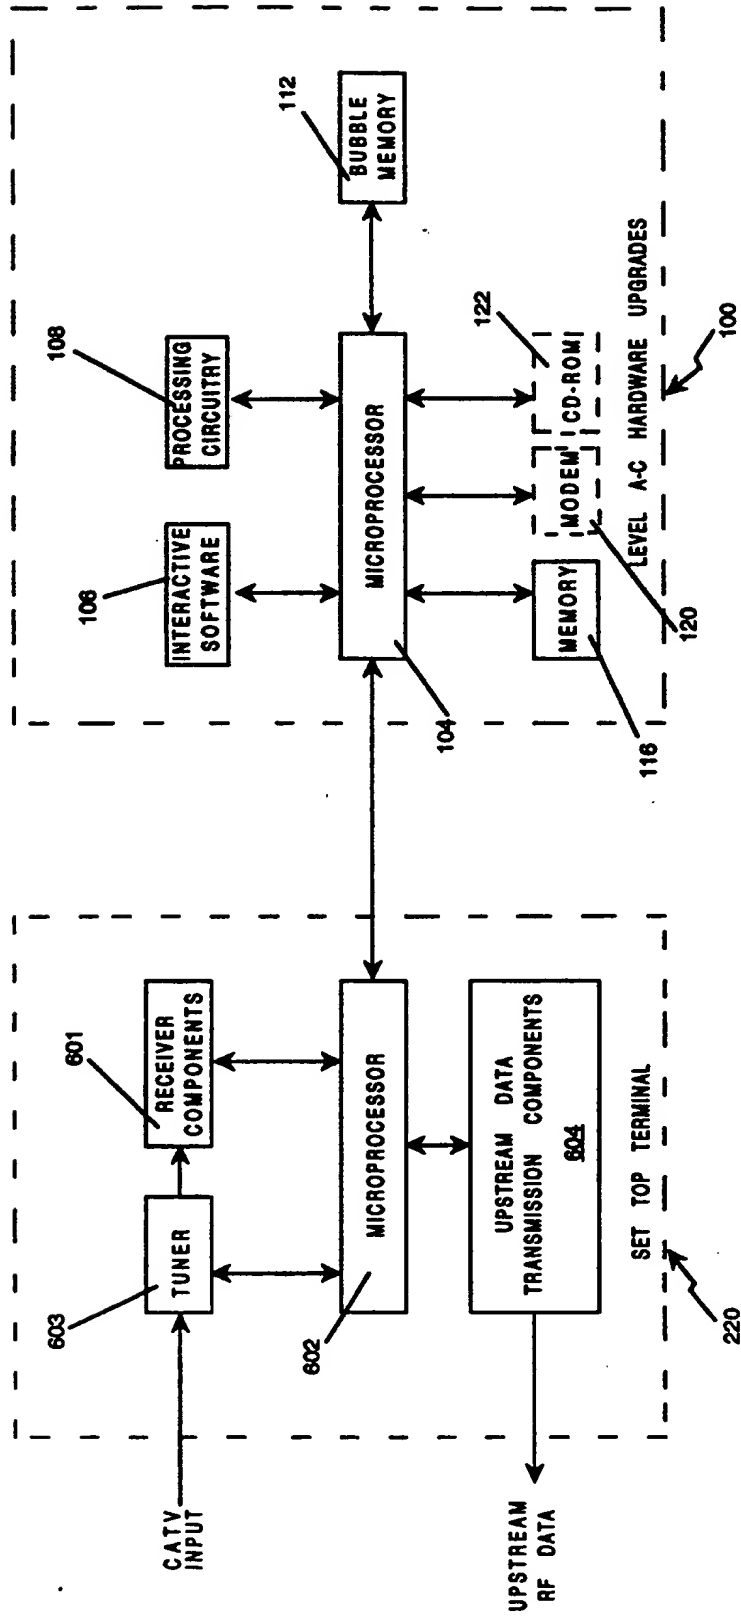 CATV
INPUT
603
TUNER
601
RECEIVER
COMPONENTS
602
MICROPROCESSOR
UPSTREAM DATA
TRANSMISSION COMPONENTS
604
UPSTREAM
RF DATA
SET TOP TERMINAL
220
106
INTERACTIVE
SOFTWARE
108
PROCESSING
CIRCUITRY
104
MICROPROCESSOR
112
BUBBLE
MEMORY
116
MEMORY
120
MODEM
122
CD-ROM
LEVEL A-C HARDWARE UPGRADES
100